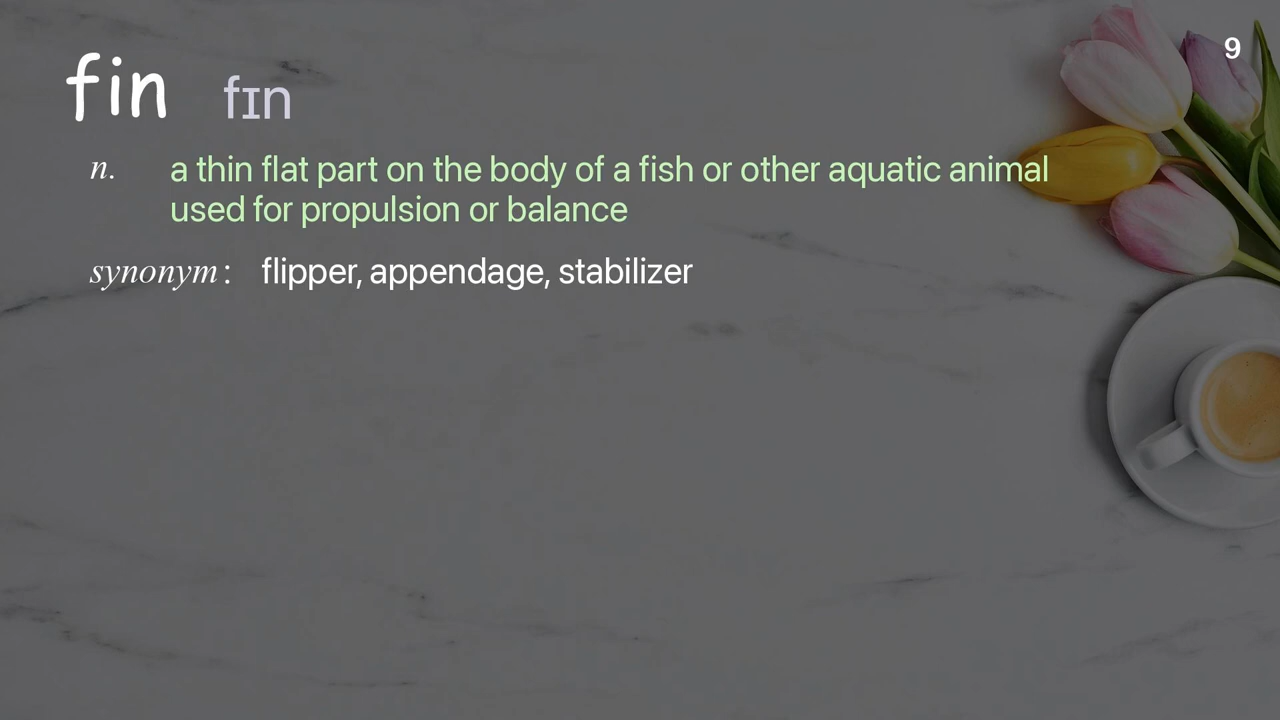 9
fin fɪn
n. a thin flat part on the body of a fish or other aquatic animal
used for propulsion or balance
synonym: flipper, appendage, stabilizer